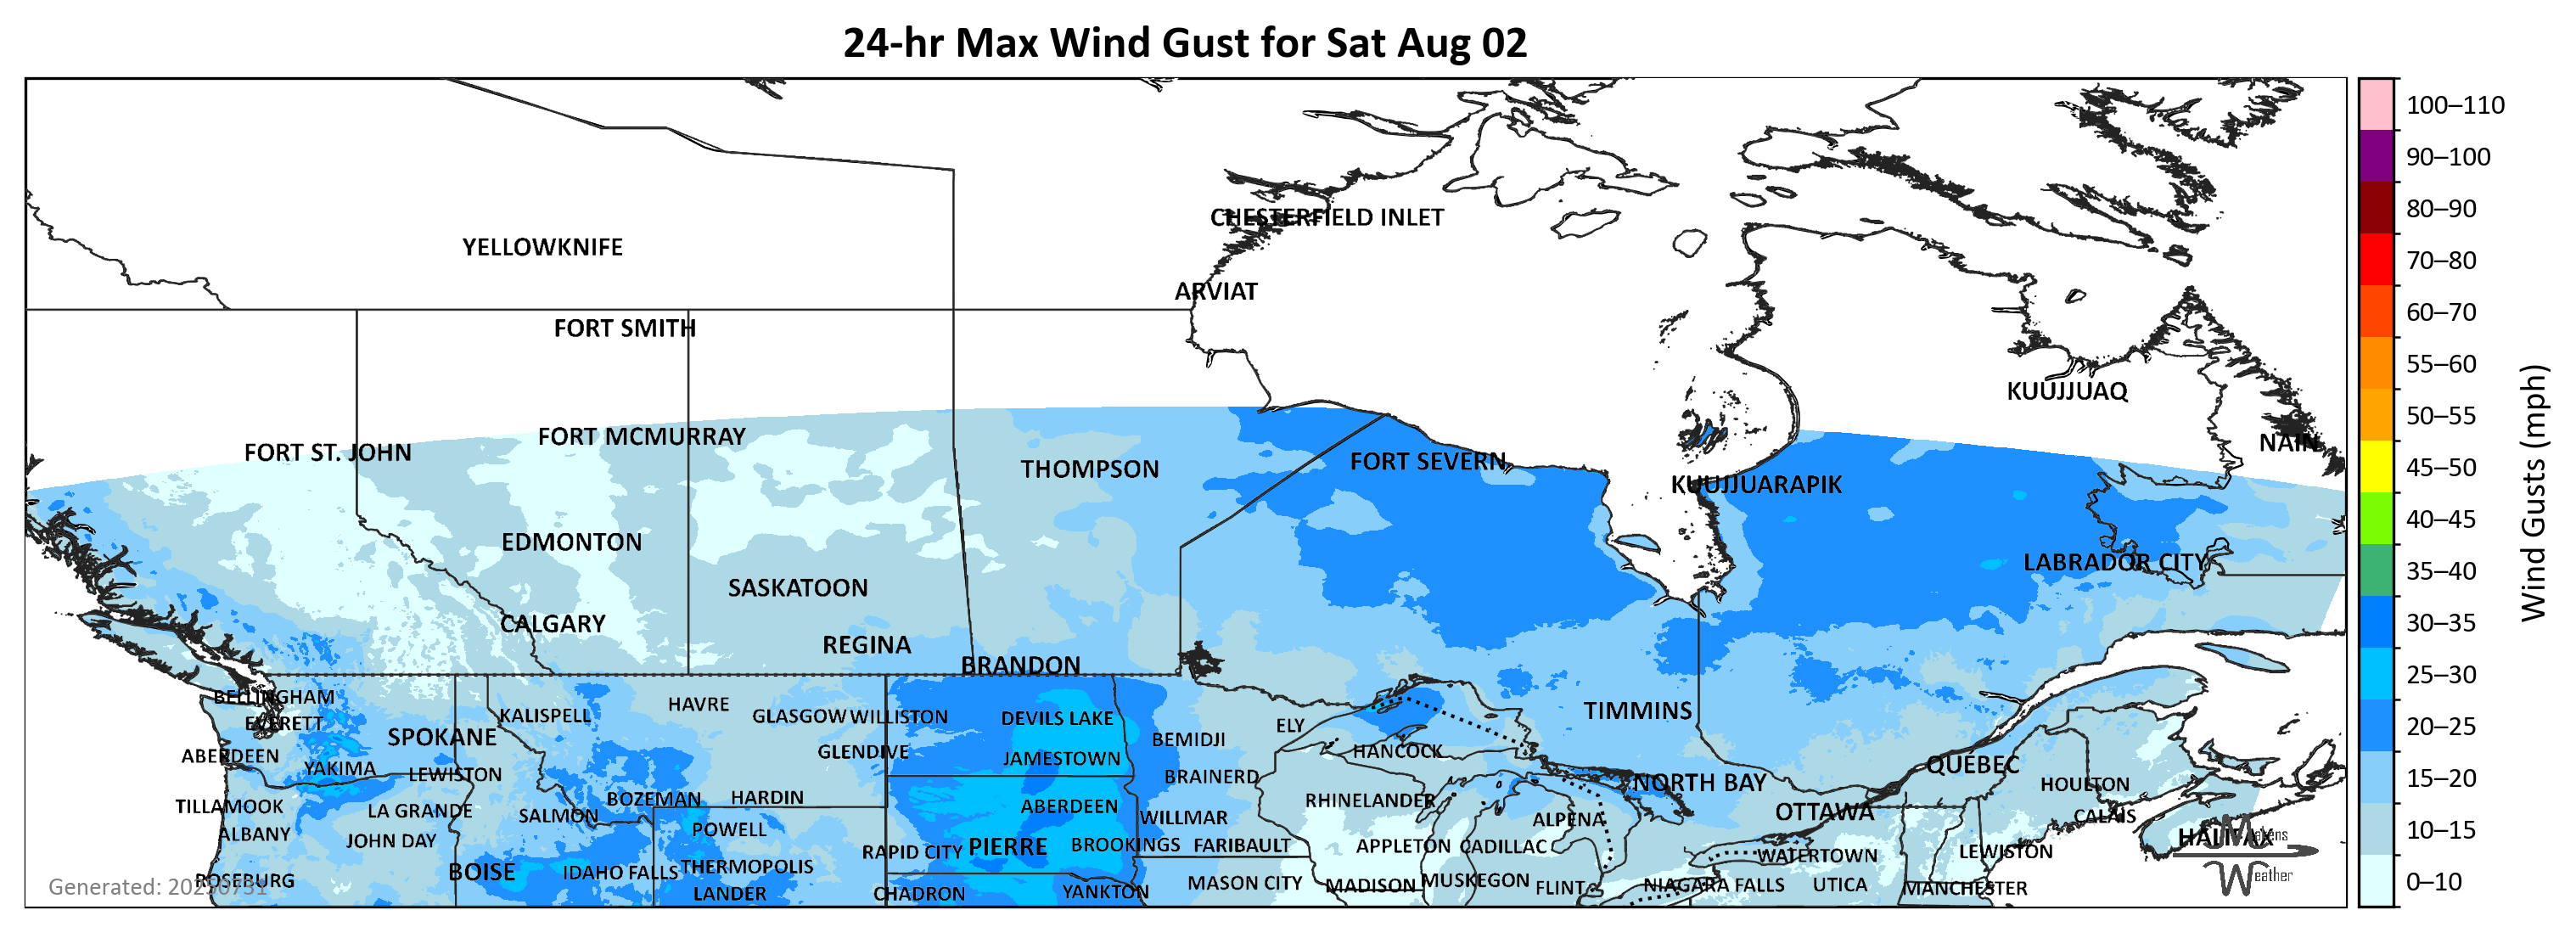 24-hr Max Wind Gust for Sat Aug 02
100–110
90–100
CHESTERFIELD INLET
80–90
YELLOWKNIFE
70–80
ARVIAT
60–70
FORT SMITH
55–60
KUUJJUAQ
50–55
FORT MCMURRAY
NAIN
FORT ST. JOHN
FORT SEVERN
THOMPSON
45–50
KUUJJUARAPIK
40–45
EDMONTON
LABRADOR CITY
35–40
SASKATOON
CALGARY
30–35
REGINA
BRANDON
25–30
Wind Gusts (mph)
BELLINGHAM
HAVRE
TIMMINS
KALISPELL
GLASGOW
WILLISTON
DEVILS LAKE
EVERETT
ELY
20–25
SPOKANE
BEMIDJI
GLENDIVE
HANCOCK
ABERDEEN
JAMESTOWN
QUÉBEC
YAKIMA
LEWISTON
BRAINERD
15–20
NORTH BAY
HOULTON
BOZEMAN
HARDIN
RHINELANDER
TILLAMOOK
ABERDEEN
LA GRANDE
OTTAWA
SALMON
WILLMAR
CALAIS
ALPENA
POWELL
10–15
ALBANY
HALIFAX
JOHN DAY
PIERRE
BROOKINGS
FARIBAULT
APPLETON
CADILLAC
RAPID CITY
LEWISTON
WATERTOWN
Makens
Weather
THERMOPOLIS
BOISE
IDAHO FALLS
ROSEBURG
MUSKEGON
0–10
MASON CITY
MADISON
NIAGARA FALLS
UTICA
Generated: 20250731
FLINT
MANCHESTER
YANKTON
LANDER
CHADRON